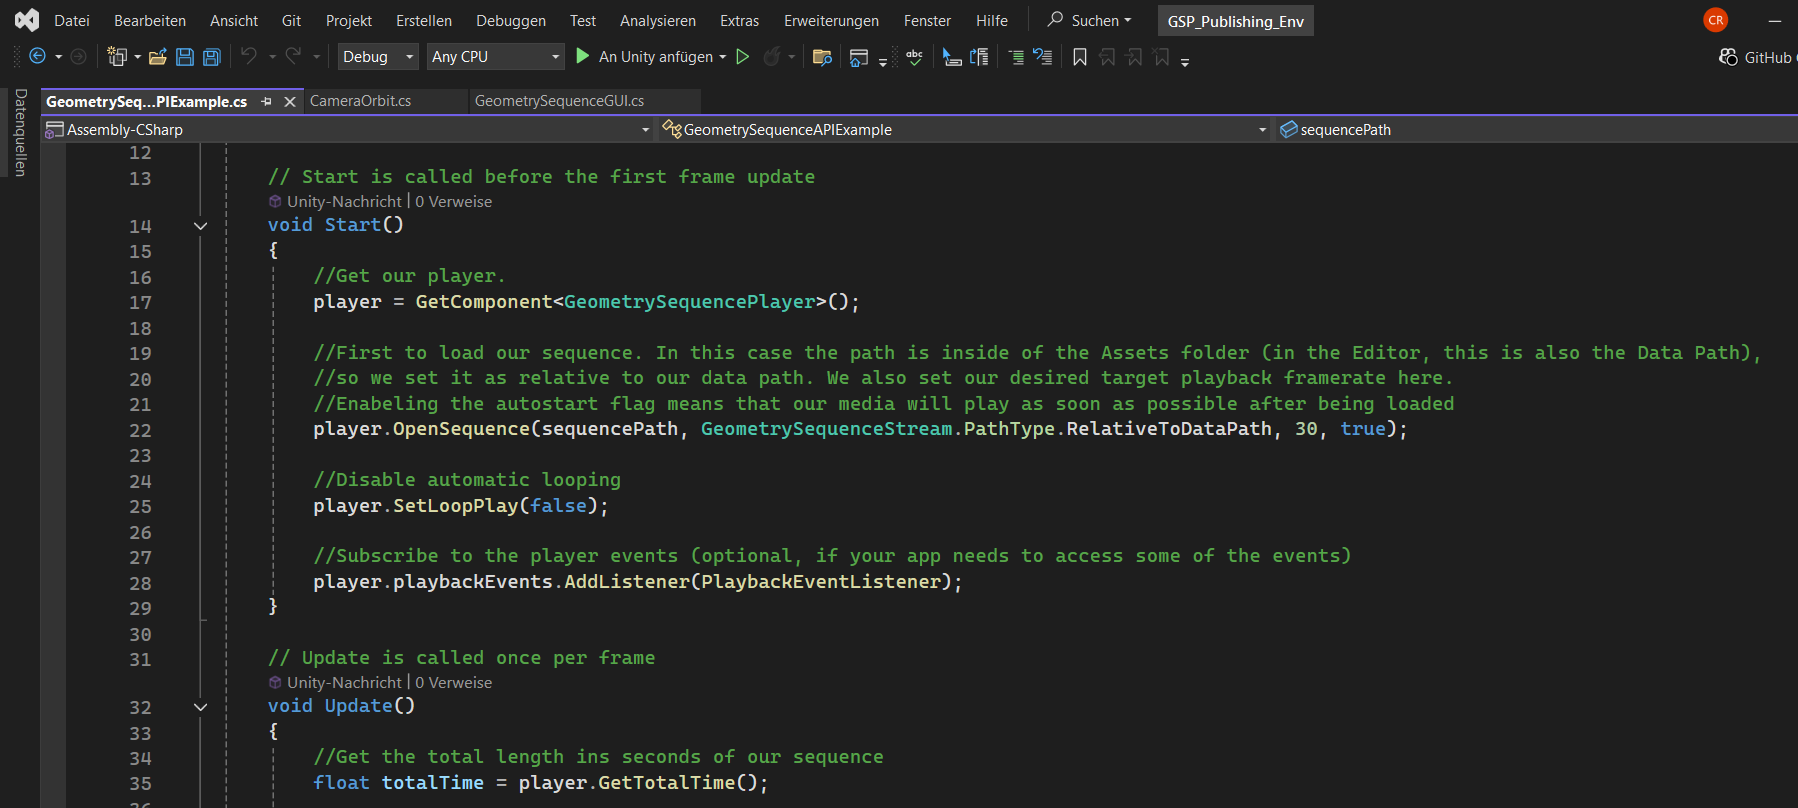 Datei Bearbeiten Ansicht Git Projekt Erstellen Debuggen Test Analysieren Extras Erweiterungen Fenster Hilfe Suchen GSP_Publishing_Env CR
Debug Any CPU An Unity anfügen abc GitHub
Datenquellen
GeometrySeq...PIExample.cs CameraOrbit.cs GeometrySequenceGUI.cs
Assembly-CSharp GeometrySequenceAPIExample sequencePath
12
13 // Start is called before the first frame update
Unity-Nachricht | 0 Verweise
14 void Start()
15 {
16 //Get our player.
17 player = GetComponent<GeometrySequencePlayer>();
18
19 //First to load our sequence. In this case the path is inside of the Assets folder (in the Editor, this is also the Data Path),
20 //so we set it as relative to our data path. We also set our desired target playback framerate here.
21 //Enabeling the autostart flag means that our media will play as soon as possible after being loaded
22 player.OpenSequence(sequencePath, GeometrySequenceStream.PathType.RelativeToDataPath, 30, true);
23
24 //Disable automatic looping
25 player.SetLoopPlay(false);
26
27 //Subscribe to the player events (optional, if your app needs to access some of the events)
28 player.playbackEvents.AddListener(PlaybackEventListener);
29 }
30
31 // Update is called once per frame
Unity-Nachricht | 0 Verweise
32 void Update()
33 {
34 //Get the total length ins seconds of our sequence
35 float totalTime = player.GetTotalTime();